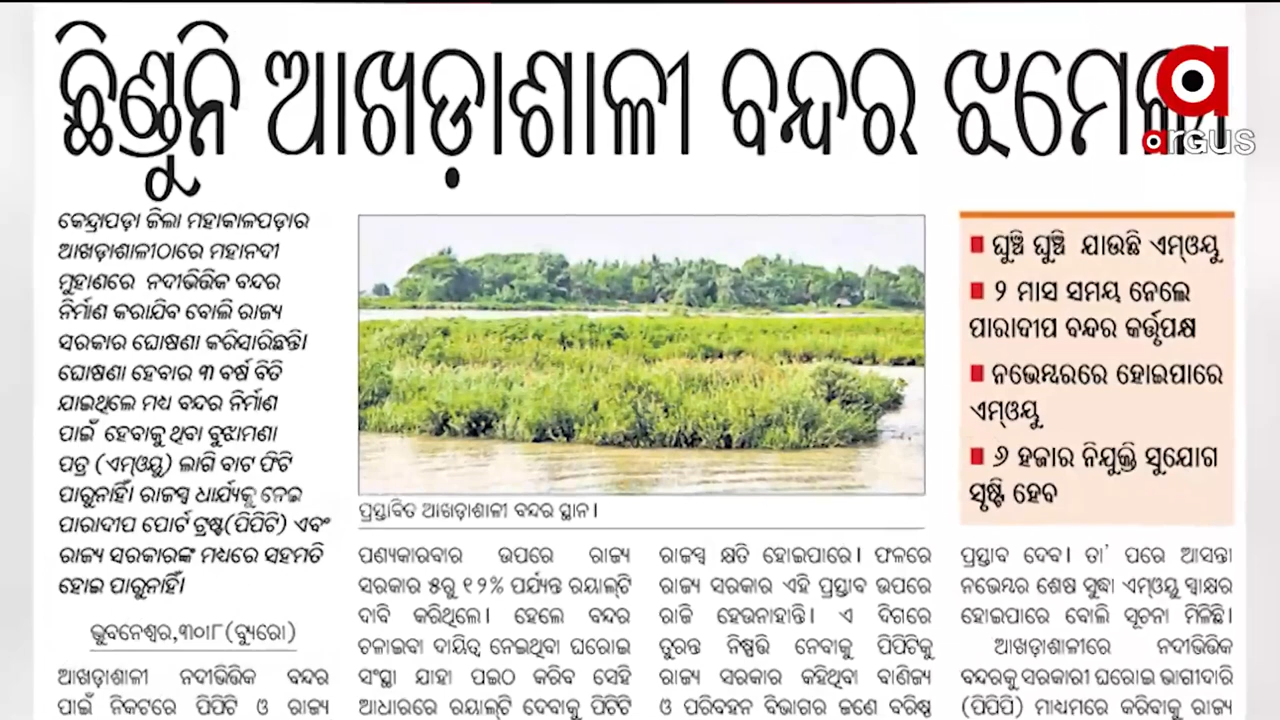 ଛିଣ୍ଡୁନି ଆଖଡ଼ାଶାଳୀ ବନ୍ଦର ଝମେଲା
argus
କେନ୍ଦ୍ରାପଡ଼ା ଜିଲା ମହାକାଳପଡ଼ାର
ଆଖଡ଼ାଶାଳୀଠାରେ ମହାନଦୀ
ମୁହାଣରେ ନଦୀଭିତ୍ତିକ ବନ୍ଦର
ନିର୍ମାଣ କରାଯିବ ବୋଲି ରାଜ୍ୟ
ସରକାର ଘୋଷଣା କରିସାରିଛନ୍ତି।
ଘୋଷଣା ହେବାର ୩ ବର୍ଷ ବିତି
ଯାଇଥିଲେ ମଧ୍ୟ ବନ୍ଦର ନିର୍ମାଣ
ପାଇଁ ହେବାକୁ ଥିବା ବୁଝାମଣା
ପତ୍ର (ଏମ୍‌ଓୟୁ) ଲାଗି ବାଟ ଫିଟି
ପାରୁନାହିଁ। ରାଜସ୍ୱ ଧାର୍ଯ୍ୟକୁ ନେଇ
ପାରାଦୀପ ପୋର୍ଟ ଟ୍ରଷ୍ଟ(ପିପିଟି) ଏବଂ
ରାଜ୍ୟ ସରକାରଙ୍କ ମଧ୍ୟରେ ସହମତି
ହୋଇ ପାରୁନାହିଁ।
ଭୁବନେଶ୍ୱର,୩୦।୮(ବ୍ୟୁରୋ)
ଆଖଡ଼ାଶାଳୀ ନଦୀଭିତ୍ତିକ ବନ୍ଦର
ପାଇଁ ନିକଟରେ ପିପିଟି ଓ ରାଜ୍ୟ
ପ୍ରସ୍ତାବିତ ଆଖଡ଼ାଶାଳୀ ବନ୍ଦର ସ୍ଥାନ।
ପଣ୍ୟକାରବାର ଉପରେ ରାଜ୍ୟ
ସରକାର ୫ରୁ ୧୨% ପର୍ଯ୍ୟନ୍ତ ରୟାଲ୍‌ଟି
ଦାବି କରିଥିଲେ। ହେଲେ ବନ୍ଦର
ଚଳାଇବା ଦାୟିତ୍ୱ ନେଇଥିବା ଘରୋଇ
ସଂସ୍ଥା ଯାହା ପଇଠ କରିବ ସେହି
ଆଧାରରେ ରୟାଲ୍‌ଟି ଦେବାକୁ ପିଟିଟି
ରାଜସ୍ୱ କ୍ଷତି ହୋଇପାରେ। ଫଳରେ
ରାଜ୍ୟ ସରକାର ଏହି ପ୍ରସ୍ତାବ ଉପରେ
ରାଜି ହେଉନାହାନ୍ତି। ଏ ଦିଗରେ
ତୁରନ୍ତ ନିଷ୍ପତ୍ତି ନେବାକୁ ପିପିଟିକୁ
ରାଜ୍ୟ ସରକାର କହିଥିବା ବାଣିଜ୍ୟ
ଓ ପରିବହନ ବିଭାଗର ଜଣେ ବରିଷ୍ଠ
■ ଘୁଞ୍ଚି ଘୁଞ୍ଚି ଯାଉଛି ଏମ୍‌ଓୟୁ
■ ୨ ମାସ ସମୟ ନେଲେ
ପାରାଦୀପ ବନ୍ଦର କର୍ତ୍ତୃପକ୍ଷ
■ ନଭେମ୍ବରରେ ହୋଇପାରେ
ଏମ୍‌ଓୟୁ
■ ୬ ହଜାର ନିଯୁକ୍ତି ସୁଯୋଗ
ସୃଷ୍ଟି ହେବ
ପ୍ରସ୍ତାବ ଦେବ। ତା' ପରେ ଆସନ୍ତା
ନଭେମ୍ବର ଶେଷ ସୁଦ୍ଧା ଏମ୍‌ଓୟୁ ସ୍ୱାକ୍ଷର
ହୋଇପାରେ ବୋଲି ସୂଚନା ମିଳିଛି।
ଆଖଡ଼ାଶାଳୀରେ ନଦୀଭିତ୍ତିକ
ବନ୍ଦରକୁ ସରକାରୀ ଘରୋଇ ଭାଗୀଦାରି
(ପିପିପି) ମାଧ୍ୟମରେ କରିବାକୁ ରାଜ୍ୟ